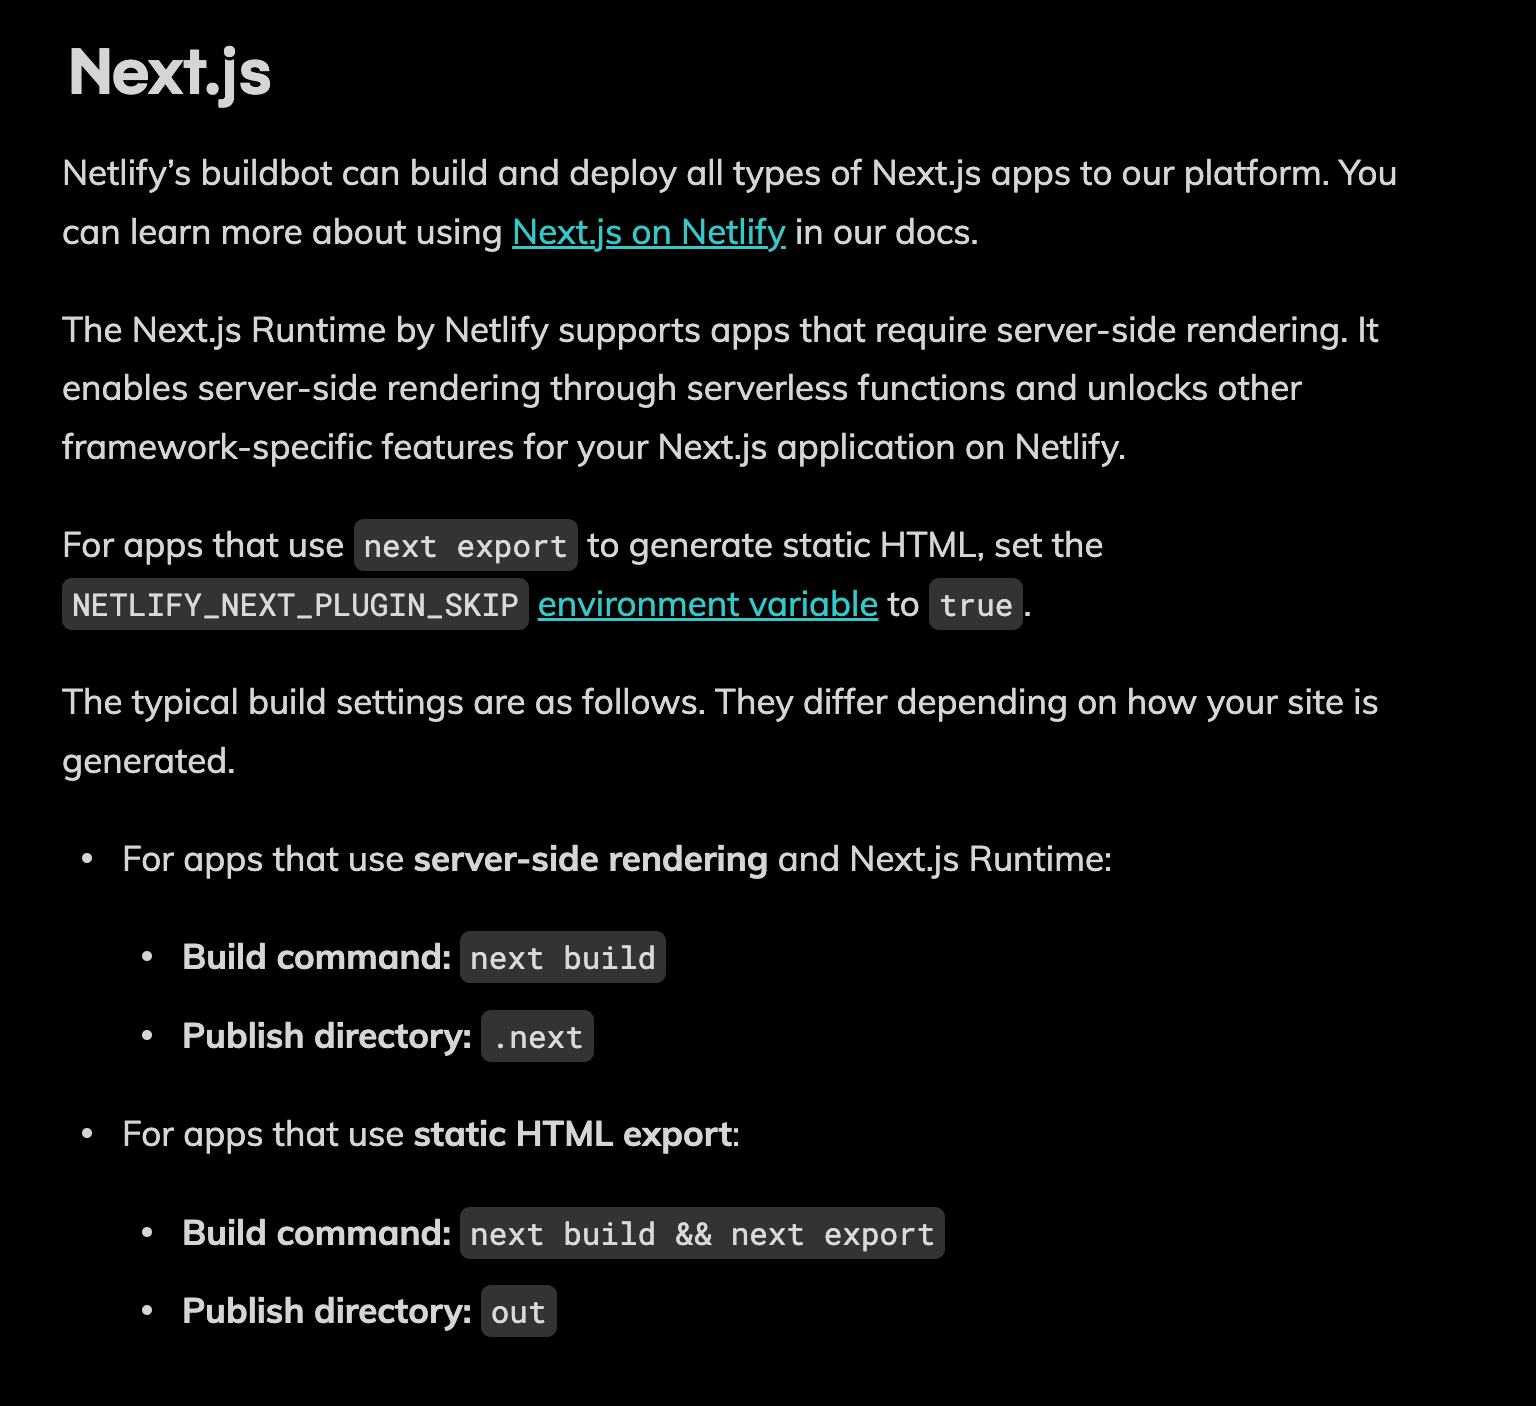 Next.js
Netlify’s buildbot can build and deploy all types of Next.js apps to our platform. You
can learn more about using Next.js on Netlify in our docs.
The Next.js Runtime by Netlify supports apps that require server-side rendering. It
enables server-side rendering through serverless functions and unlocks other
framework-specific features for your Next.js application on Netlify.
For apps that use next export to generate static HTML, set the
NETLIFY_NEXT_PLUGIN_SKIP environment variable to true.
The typical build settings are as follows. They differ depending on how your site is
generated.
• For apps that use server-side rendering and Next.js Runtime:
• Build command: next build
• Publish directory: .next
• For apps that use static HTML export:
• Build command: next build && next export
• Publish directory: out